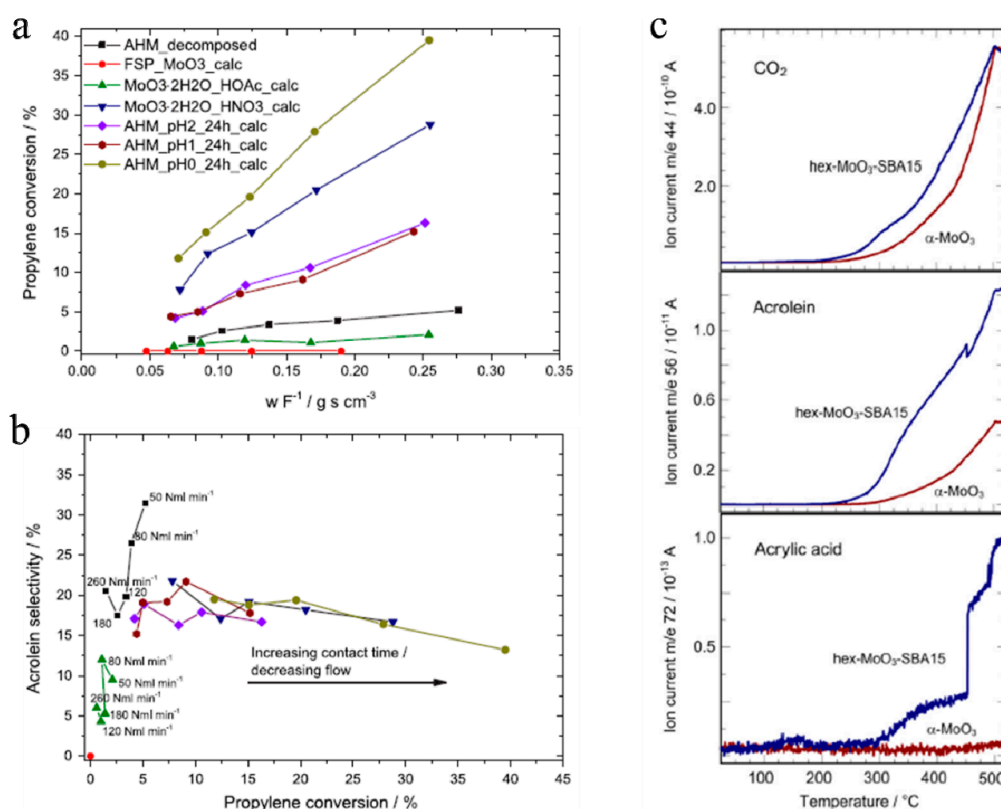 a
Propylene conversion / %
40
35
30
25
20
15
10
5
0
AHM_decomposed
FSP_MoO3_calc
MoO3·2H2O_HOAc_calc
MoO3·2H2O_HNO3_calc
AHM_pH2_24h_calc
AHM_pH1_24h_calc
AHM_pH0_24h_calc
0.00 0.05 0.10 0.15 0.20 0.25 0.30 0.35
w F⁻¹ / g s cm⁻³
b
Acrolein selectivity / %
40
35
30
25
20
15
10
5
0
50 Nml min⁻¹
80 Nml min⁻¹
260 Nml min⁻¹
120
180
80 Nml min⁻¹
50 Nml min⁻¹
260 Nml min⁻¹
180 Nml min⁻¹
120 Nml min⁻¹
Increasing contact time /
decreasing flow
0 5 10 15 20 25 30 35 40 45
Propylene conversion / %
c
Ion current m/e 44 / 10⁻¹⁰ A
4.0
2.0
CO₂
hex-MoO₃-SBA15
α-MoO₃
Ion current m/e 56 / 10⁻¹¹ A
1.0
0.6
0.2
Acrolein
hex-MoO₃-SBA15
α-MoO₃
Ion current m/e 72 / 10⁻¹³ A
1.0
0.5
Acrylic acid
hex-MoO₃-SBA15
α-MoO₃
100 200 300 400 500
Temperature / °C